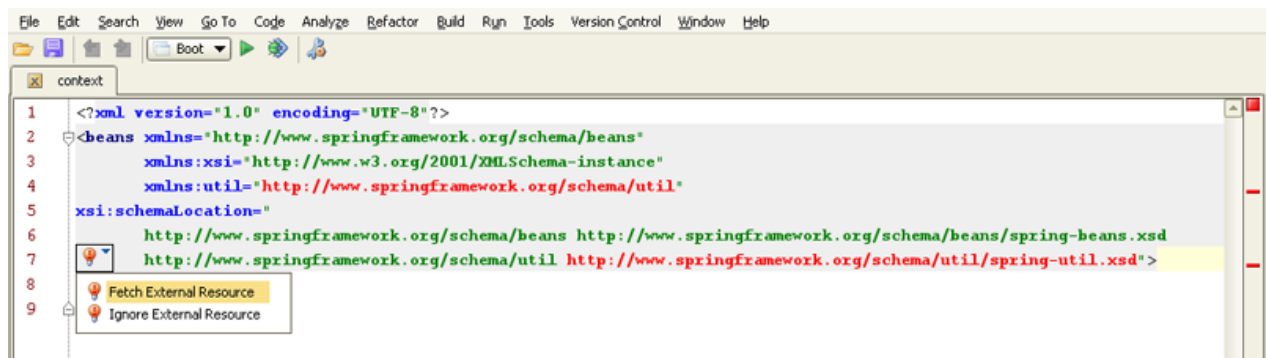 File Edit Search View Go To Code Analyze Refactor Build Run Tools Version Control Window Help
Boot
context
1 <?xml version="1.0" encoding="UTF-8"?>
2 <beans xmlns="http://www.springframework.org/schema/beans"
3 xmlns:xsi="http://www.w3.org/2001/XMLSchema-instance"
4 xmlns:util="http://www.springframework.org/schema/util"
5 xsi:schemaLocation="
6 http://www.springframework.org/schema/beans http://www.springframework.org/schema/beans/spring-beans.xsd
7 http://www.springframework.org/schema/util http://www.springframework.org/schema/util/spring-util.xsd">
8 Fetch External Resource
9 Ignore External Resource